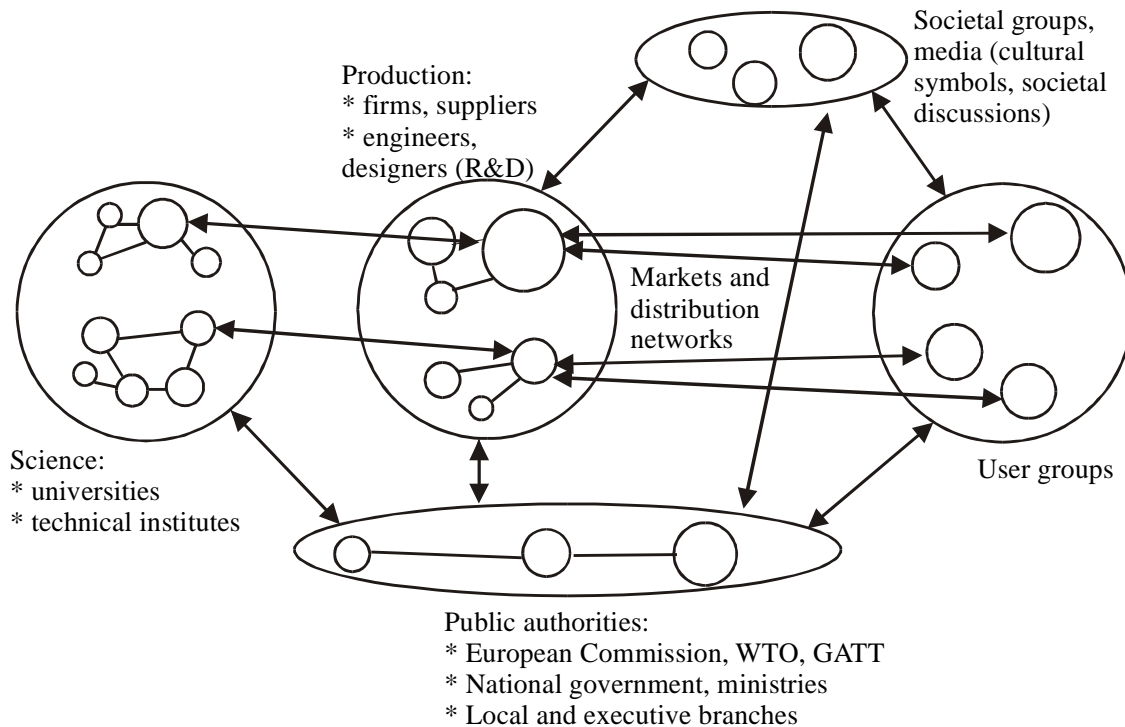 Societal groups,
media (cultural
symbols, societal
discussions)
Production:
* firms, suppliers
* engineers,
designers (R&D)
Markets and
distribution
networks
Science:
* universities
* technical institutes
User groups
Public authorities:
* European Commission, WTO, GATT
* National government, ministries
* Local and executive branches